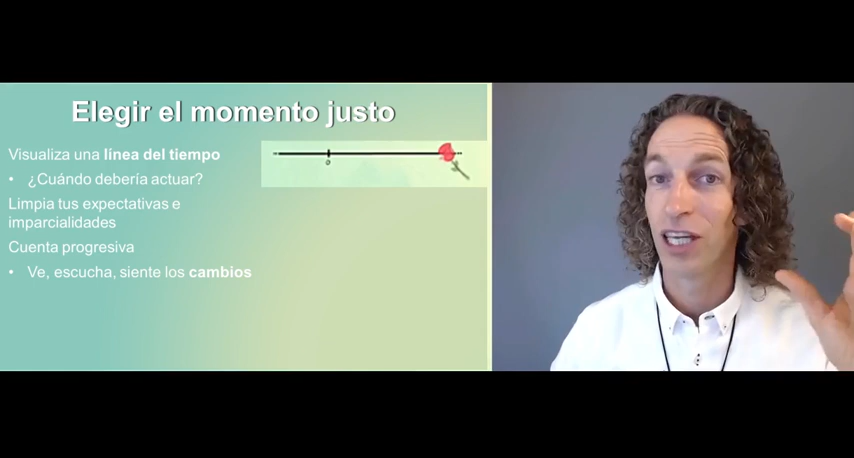 Elegir el momento justo
Visualiza una línea del tiempo
• ¿Cuándo debería actuar?
Limpia tus expectativas e
imparcialidades
Cuenta progresiva
• Ve, escucha, siente los cambios